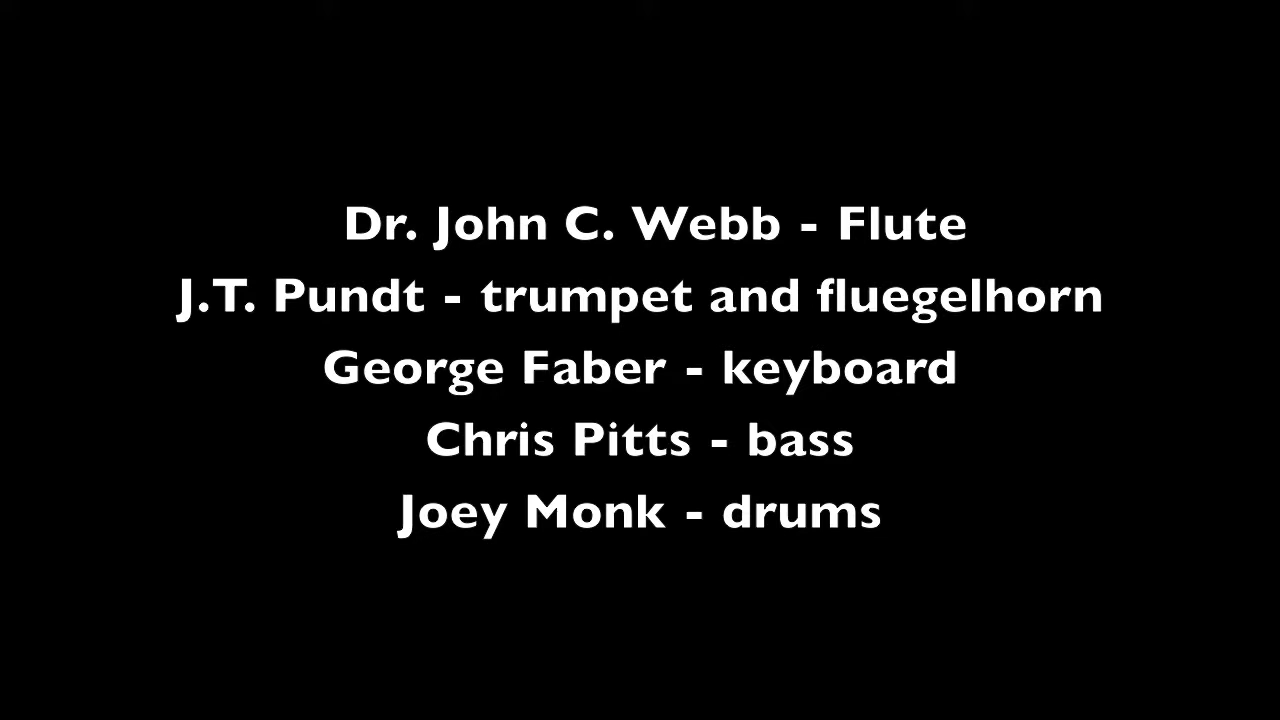 Dr. John C. Webb - Flute
J.T. Pundt - trumpet and fluegelhorn
George Faber - keyboard
Chris Pitts - bass
Joey Monk - drums